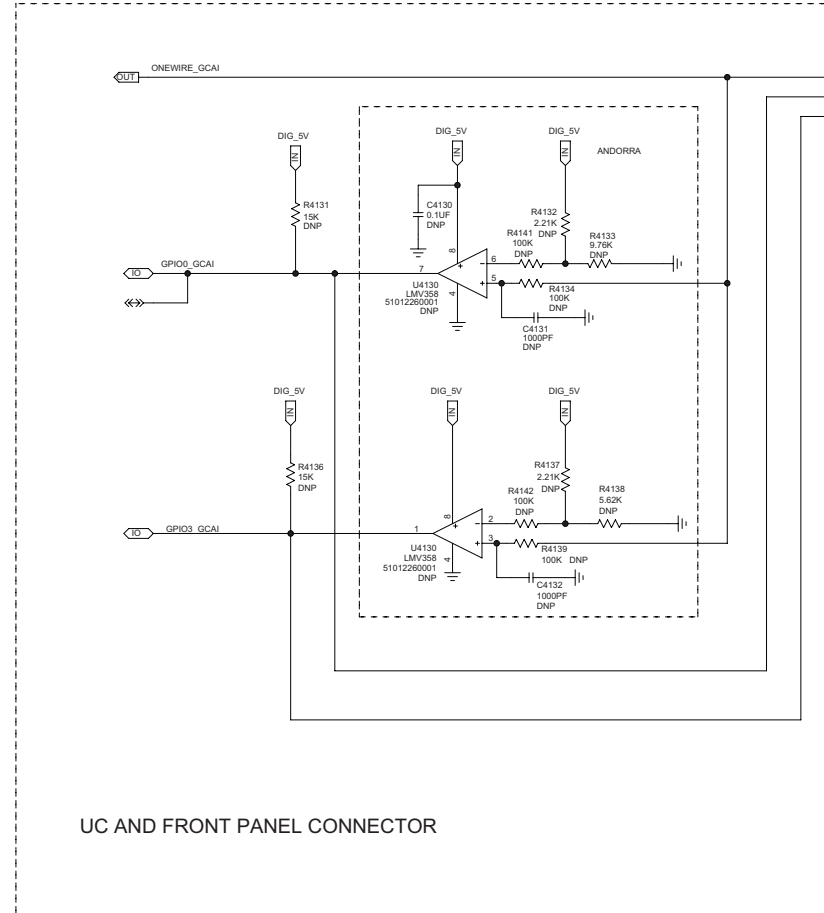 ONEWIRE_GCAI
OUT
DIG_5V
IN
R4131
15K
DNP
DIG_5V
IN
DIG_5V
IN
ANDORRA
C4130
0.1UF
DNP
R4132
2.21K
DNP
R4141
100K
DNP
R4133
9.76K
DNP
IO
GPIO0_GCAI
7
8
6
5
4
U4130
LMV358
51012260001
DNP
R4134
100K
DNP
C4131
1000PF
DNP
DIG_5V
IN
R4136
15K
DNP
DIG_5V
IN
DIG_5V
IN
R4137
2.21K
DNP
R4142
100K
DNP
R4138
5.62K
DNP
IO
GPIO3_GCAI
1
8
2
3
4
U4130
LMV358
51012260001
DNP
R4139
100K DNP
C4132
1000PF
DNP
UC AND FRONT PANEL CONNECTOR